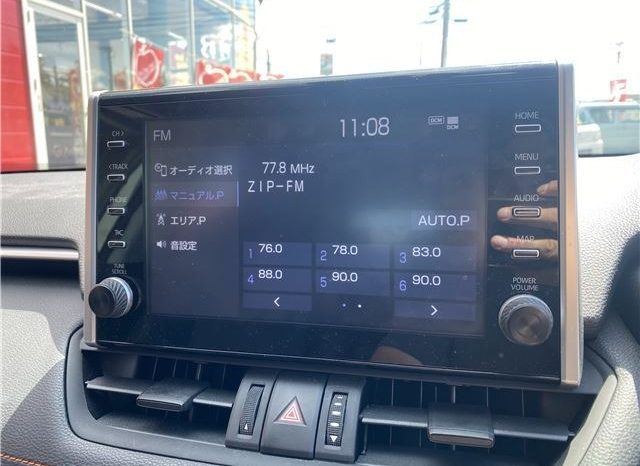 FM 11:08 DCM DCM
CH HOME
TRACK MENU
PHONE AUDIO
MAP
TUNE SCROLL
POWER VOLUME
オーディオ選択
マニュアル.P
エリア.P
音設定
77.8 MHz
ZIP-FM
AUTO.P
1 76.0 2 78.0 3 83.0
4 88.0 5 90.0 6 90.0
< >